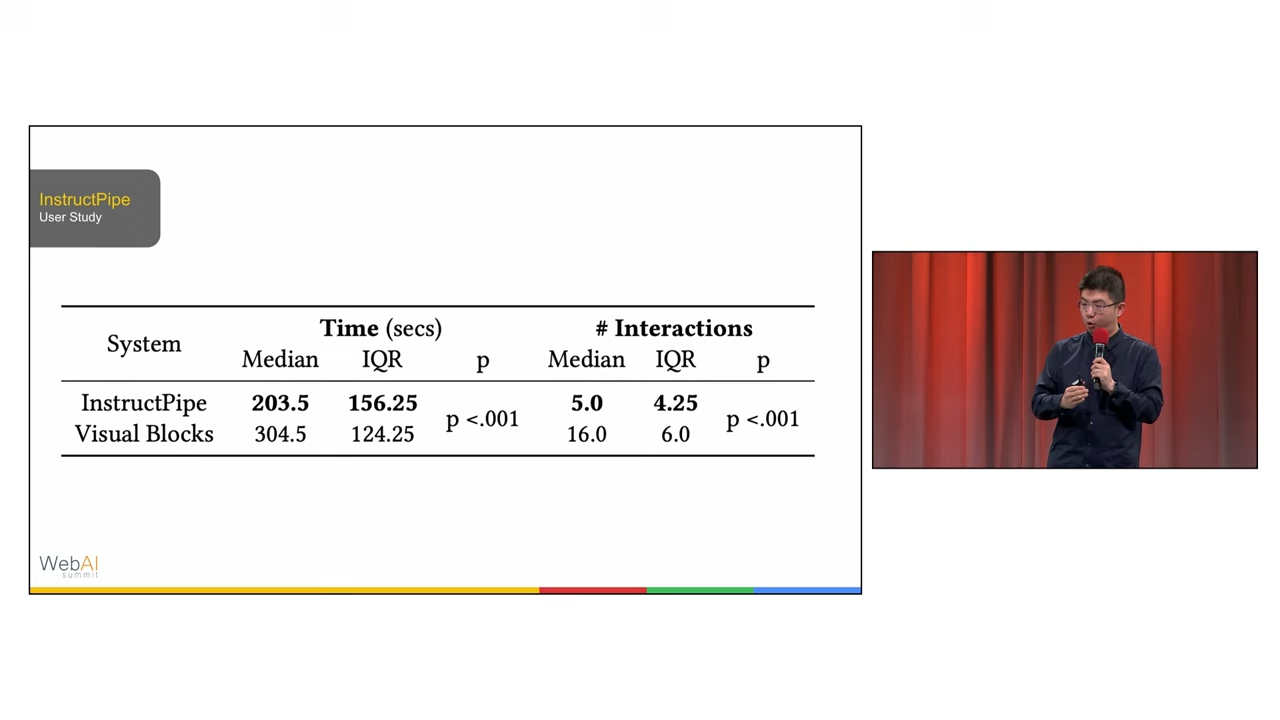 InstructPipe
User Study
System Time (secs) # Interactions
Median IQR p Median IQR p
InstructPipe 203.5 156.25 p <.001 5.0 4.25 p <.001
Visual Blocks 304.5 124.25 16.0 6.0
WebAI
summit